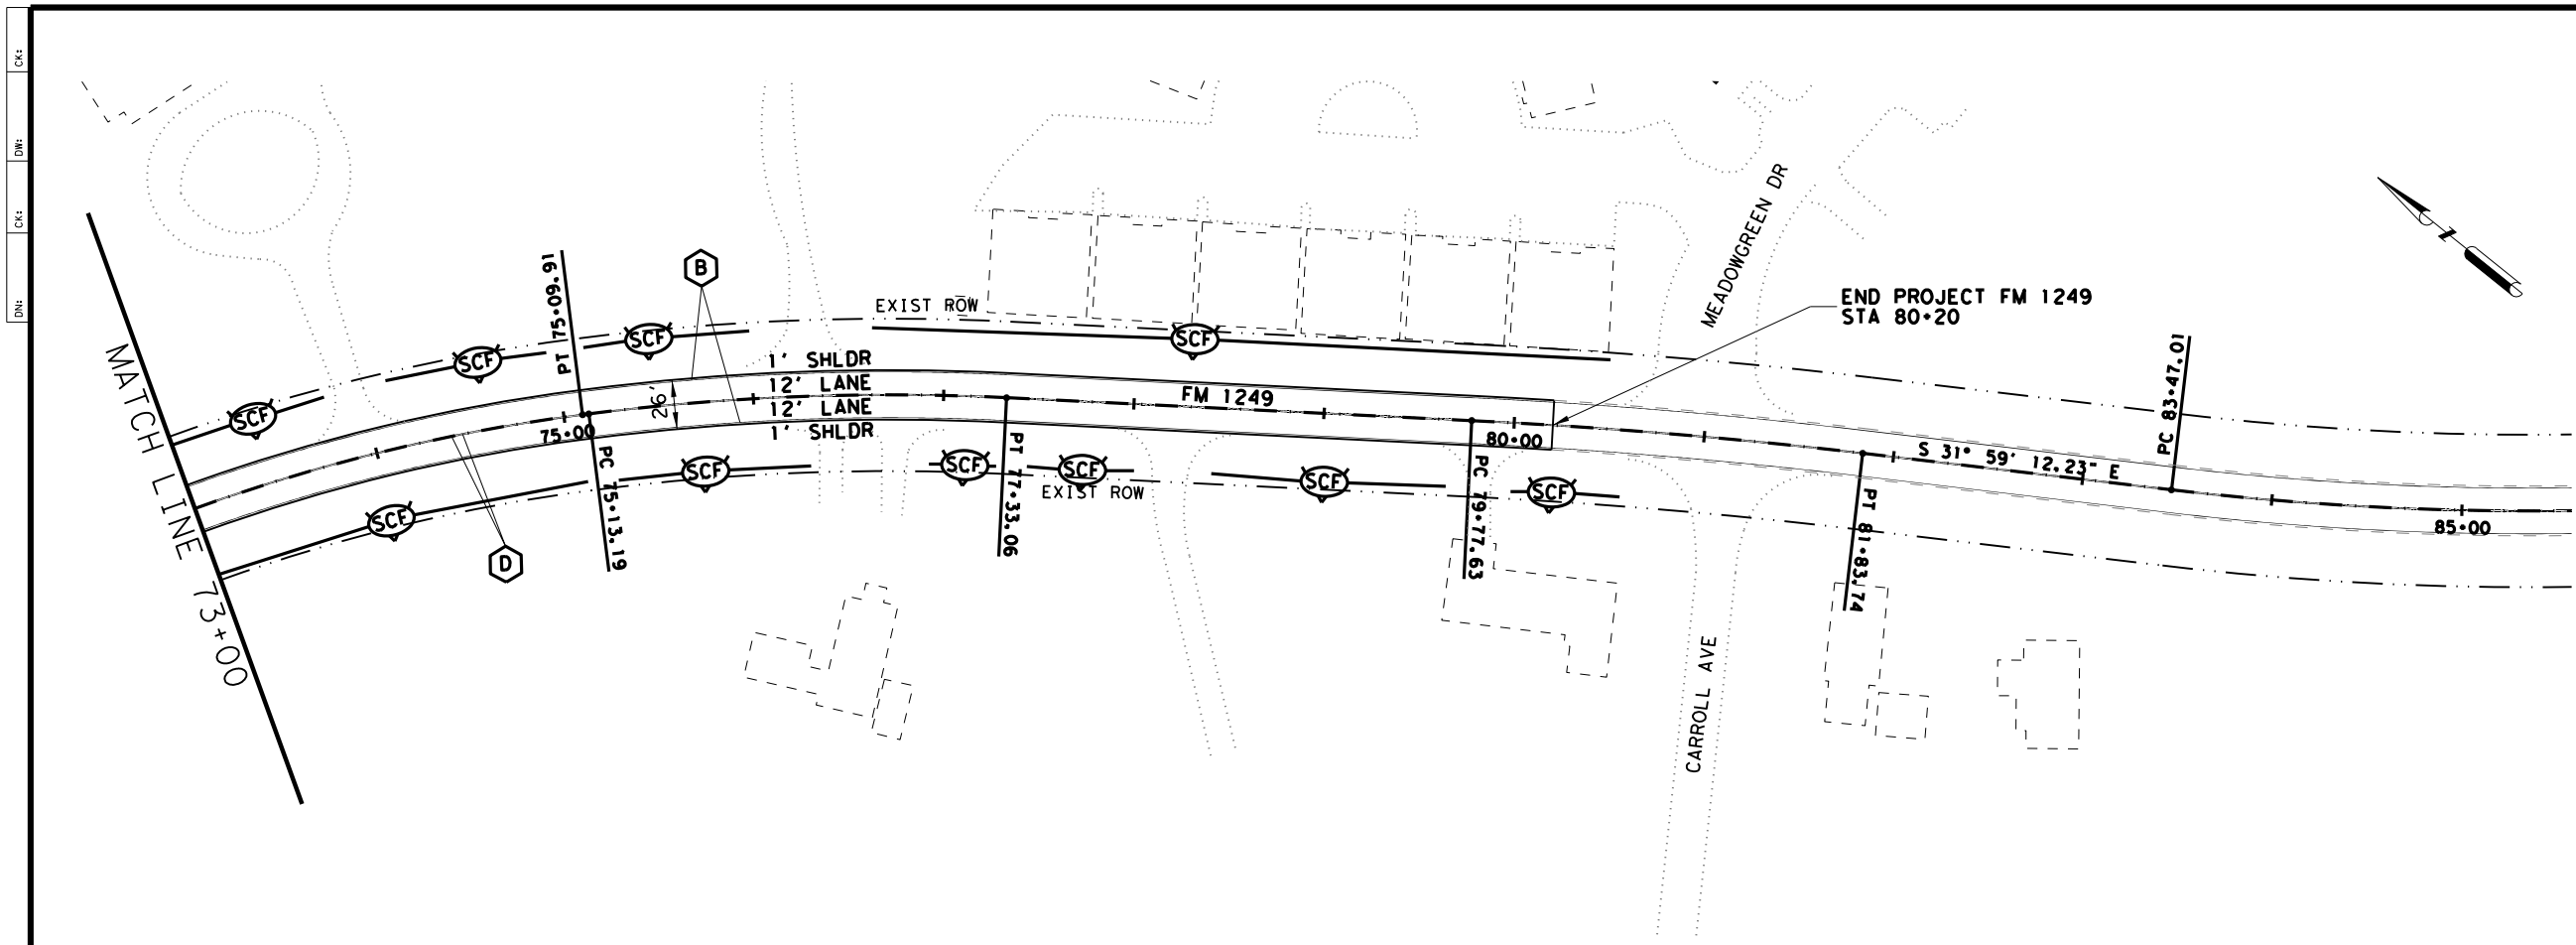 CK:
DW:
CK:
DN:
MATCH LINE 73+00
SCF
SCF
SCF
SCF
PT 75+09.91
B
EXIST ROW
SCF
1' SHLDR
12' LANE
12' LANE
1' SHLDR
26'
FM 1249
75+00
PC 75+13.19
D
SCF
SCF
SCF
SCF
SCF
EXIST ROW
PT 77+33.06
80+00
PC 79+77.63
MEADOWGREEN DR
END PROJECT FM 1249
STA 80+20
CARROLL AVE
PT 81+83.74
S 31° 59' 12.23" E
PC 83+47.01
85+00
N